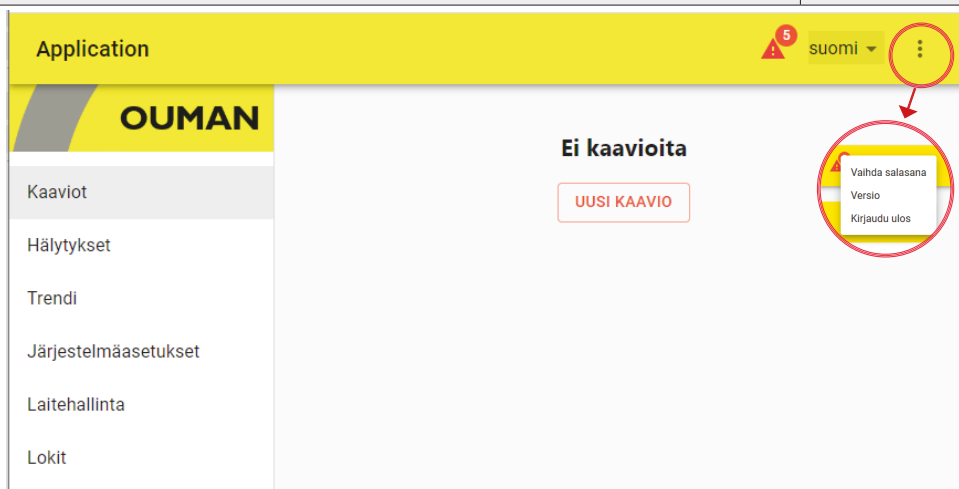 Application
5
suomi
OUMAN
Kaaviot
Hälytykset
Trendi
Järjestelmäasetukset
Laitehallinta
Lokit
Ei kaavioita
UUSI KAAVIO
Vaihda salasana
Versio
Kirjaudu ulos